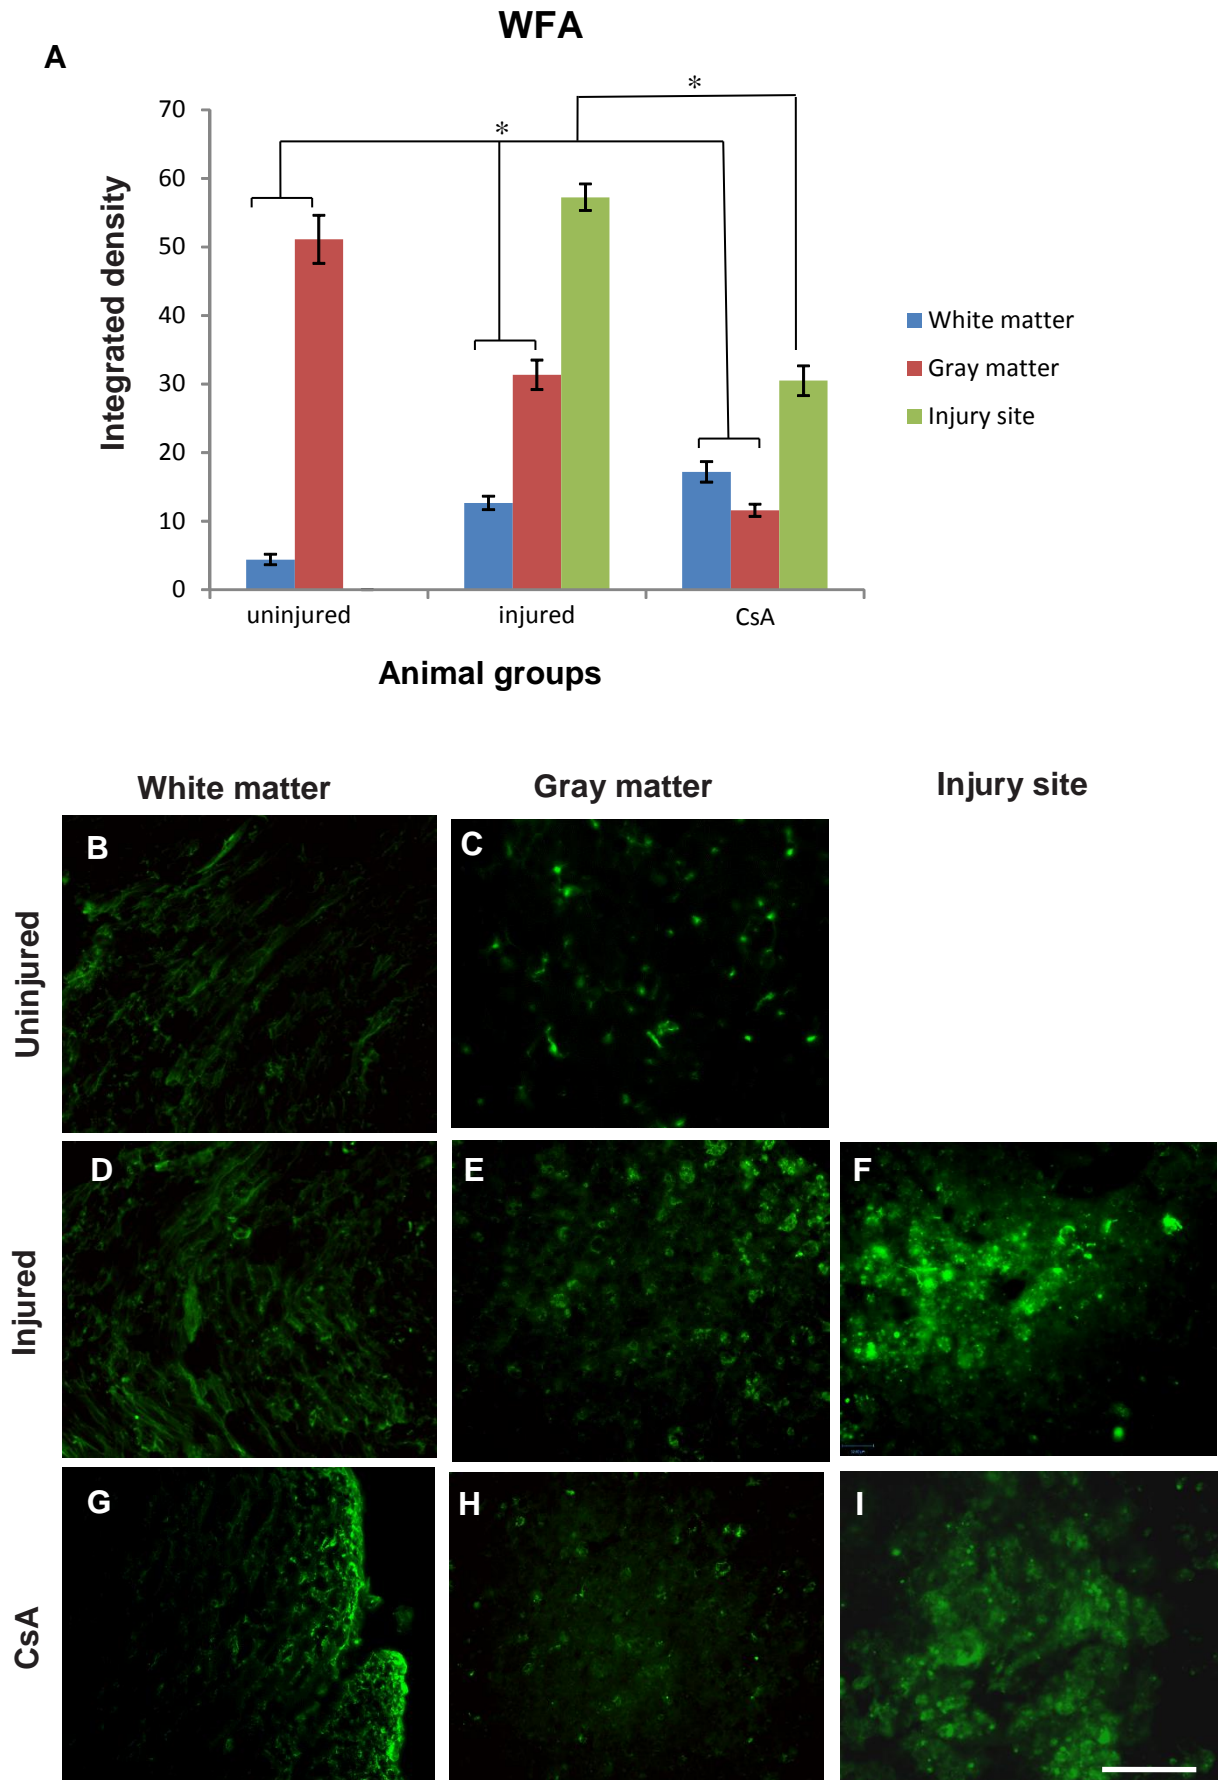 WFA
A
*
*
70
60
50
40
30
20
10
0
Integrated density
uninjured
injured
CsA
Animal groups
White matter
Gray matter
Injury site
White matter
Gray matter
Injury site
Uninjured
B
C
Injured
D
E
F
CsA
G
H
I